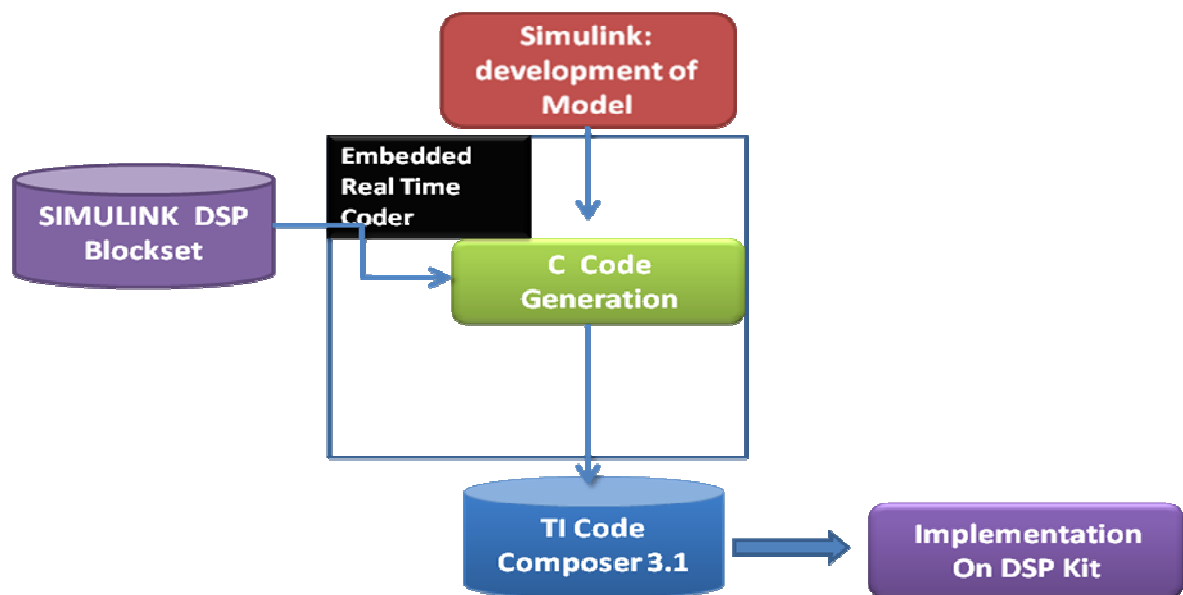 Simulink:
development of
Model
Embedded
Real Time
Coder
SIMULINK DSP
Blockset
C Code
Generation
TI Code
Composer 3.1
Implementation
On DSP Kit